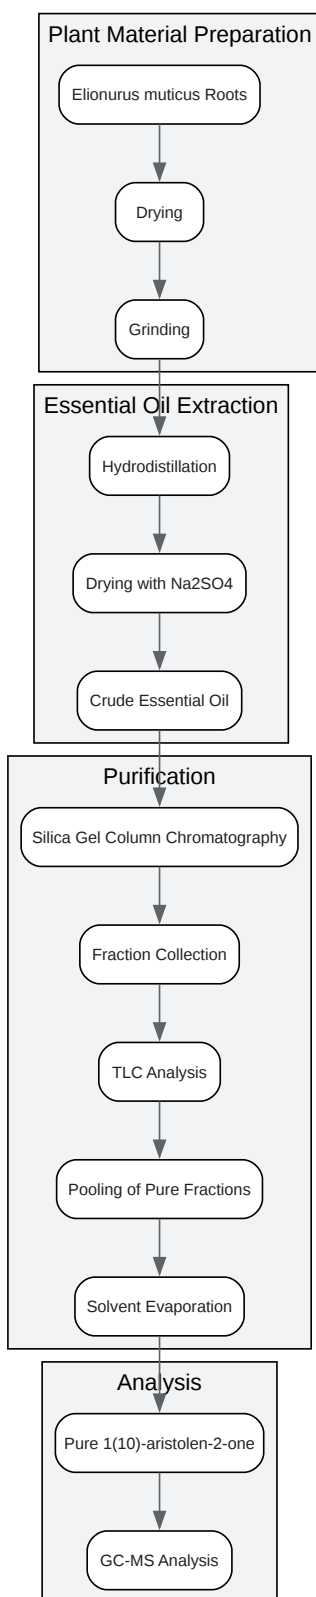 Plant Material Preparation
Elionurus muticus Roots
Drying
Grinding
Essential Oil Extraction
Hydrodistillation
Drying with Na2SO4
Crude Essential Oil
Purification
Silica Gel Column Chromatography
Fraction Collection
TLC Analysis
Pooling of Pure Fractions
Solvent Evaporation
Analysis
Pure 1(10)-aristolen-2-one
GC-MS Analysis